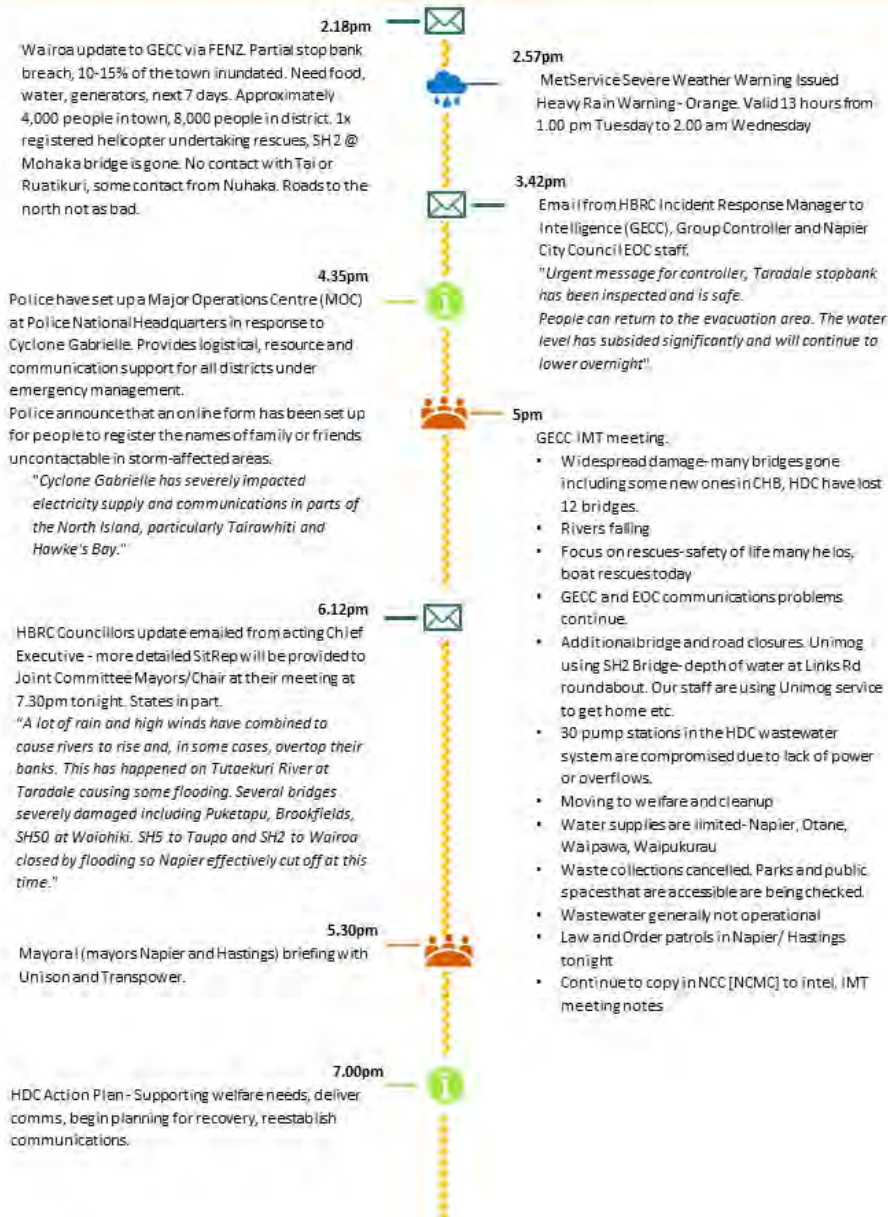 2.18pm
Wairoa update to GECC via FENZ. Partial stop bank
breach, 10-15% of the town inundated. Need food,
water, generators, next 7 days. Approximately
4,000 people in town, 8,000 people in district. 1x
registered helicopter undertaking rescues, SH2 @
Mohaka bridge is gone. No contact with Tai or
Ruatikuri, some contact from Nuhaka. Roads to the
north not as bad.
2.57pm
MetService Severe Weather Warning Issued
Heavy Rain Warning - Orange. Valid 13 hours from
1.00 pm Tuesday to 2.00 am Wednesday
3.42pm
Email from HBRC Incident Response Manager to
Intelligence (GECC), Group Controller and Napier
City Council EOC staff.
"Urgent message for controller, Taradale stopbank
has been inspected and is safe.
People can return to the evacuation area. The water
level has subsided significantly and will continue to
lower overnight".
4.35pm
Police have set up a Major Operations Centre (MOC)
at Police National Headquarters in response to
Cyclone Gabrielle. Provides logistical, resource and
communication support for all districts under
emergency management.
Police announce that an online form has been set up
for people to register the names of family or friends
uncontactable in storm-affected areas.
"Cyclone Gabrielle has severely impacted
electricity supply and communications in parts of
the North Island, particularly Tairawhiti and
Hawke's Bay."
5pm
GECC IMT meeting.
• Widespread damage- many bridges gone
including some new ones in CHB, HDC have lost
12 bridges.
• Rivers falling
• Focus on rescues- safety of life many helos,
boat rescues today
• GECC and EOC communications problems
continue.
• Additional bridge and road closures. Unimog
using SH2 Bridge- depth of water at Links Rd
roundabout. Our staff are using Unimog service
to get home etc.
• 30 pump stations in the HDC wastewater
system are compromised due to lack of power
or overflows.
• Moving to welfare and cleanup
• Water supplies are limited- Napier, Otane,
Waipawa, Waipukurau
• Waste collections cancelled. Parks and public
spaces that are accessible are being checked.
• Wastewater generally not operational
• Law and Order patrols in Napier/ Hastings
tonight
• Continue to copy in NCC [NCMC] to intel, IMT
meeting notes
6.12pm
HBRC Councillors update emailed from acting Chief
Executive - more detailed SitRep will be provided to
Joint Committee Mayors/Chair at their meeting at
7.30pm tonight. States in part.
"A lot of rain and high winds have combined to
cause rivers to rise and, in some cases, overtop their
banks. This has happened on Tutaekuri River at
Taradale causing some flooding. Several bridges
severely damaged including Puketapu, Brookfields,
SH50 at Waiohiki. SH5 to Taupo and SH2 to Wairoa
closed by flooding so Napier effectively cut off at this
time."
5.30pm
Mayoral (mayors Napier and Hastings) briefing with
Unison and Transpower.
7.00pm
HDC Action Plan - Supporting welfare needs, deliver
comms, begin planning for recovery, reestablish
communications.